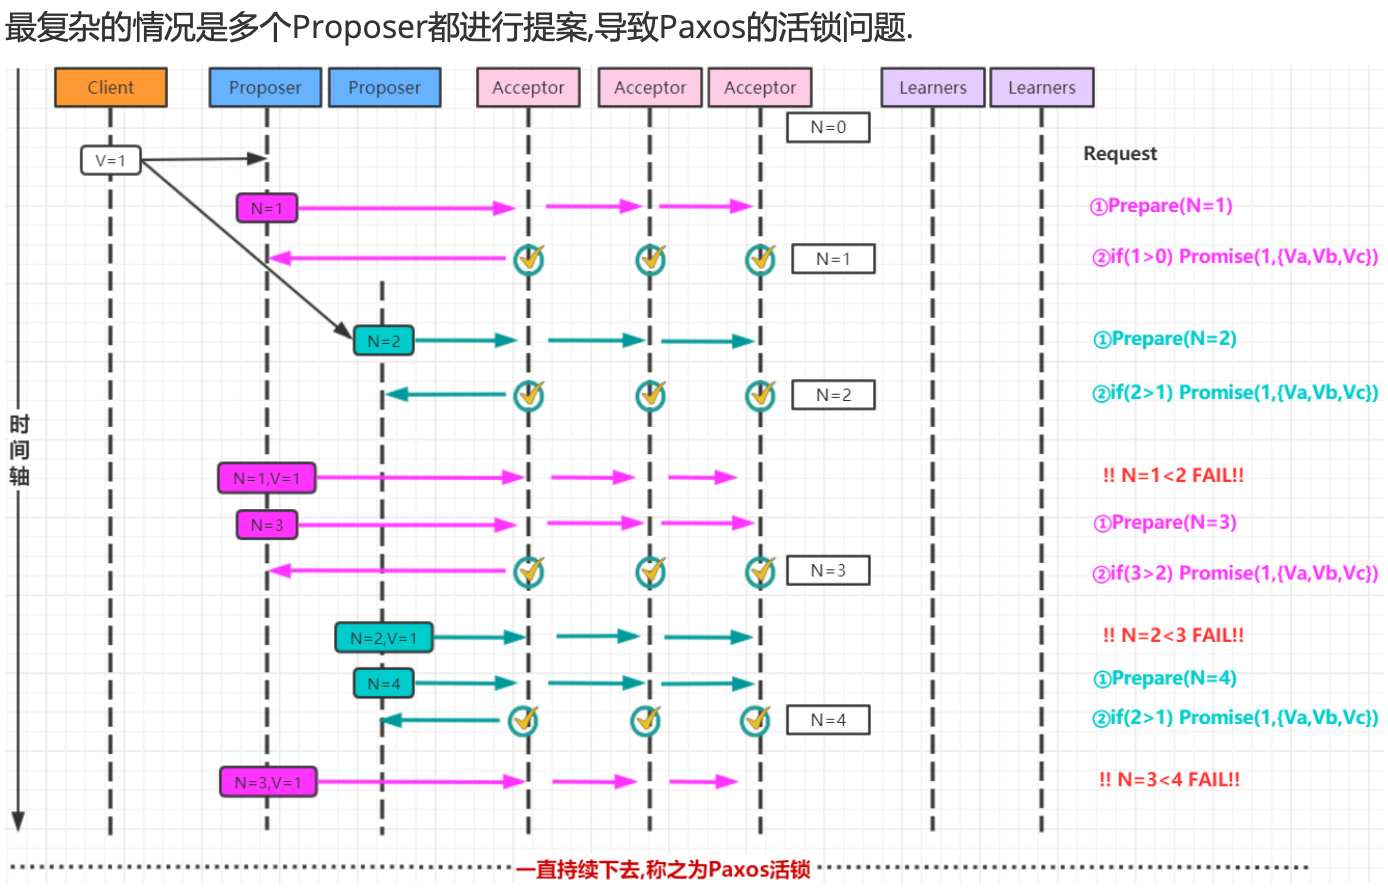 最复杂的情况是多个Proposer都进行提案,导致Paxos的活锁问题.
Client Proposer Proposer Acceptor Acceptor Acceptor Learners Learners
N=0
V=1 Request
N=1 ①Prepare(N=1)
N=1 ②if(1>0) Promise(1,{Va,Vb,Vc})
N=2 ①Prepare(N=2)
N=2 ②if(2>1) Promise(1,{Va,Vb,Vc})
时间轴
N=1,V=1 !! N=1<2 FAIL!!
N=3 ①Prepare(N=3)
N=3 ②if(3>2) Promise(1,{Va,Vb,Vc})
N=2,V=1 !! N=2<3 FAIL!!
N=4 ①Prepare(N=4)
N=4 ②if(2>1) Promise(1,{Va,Vb,Vc})
N=3,V=1 !! N=3<4 FAIL!!
一直持续下去,称之为Paxos活锁